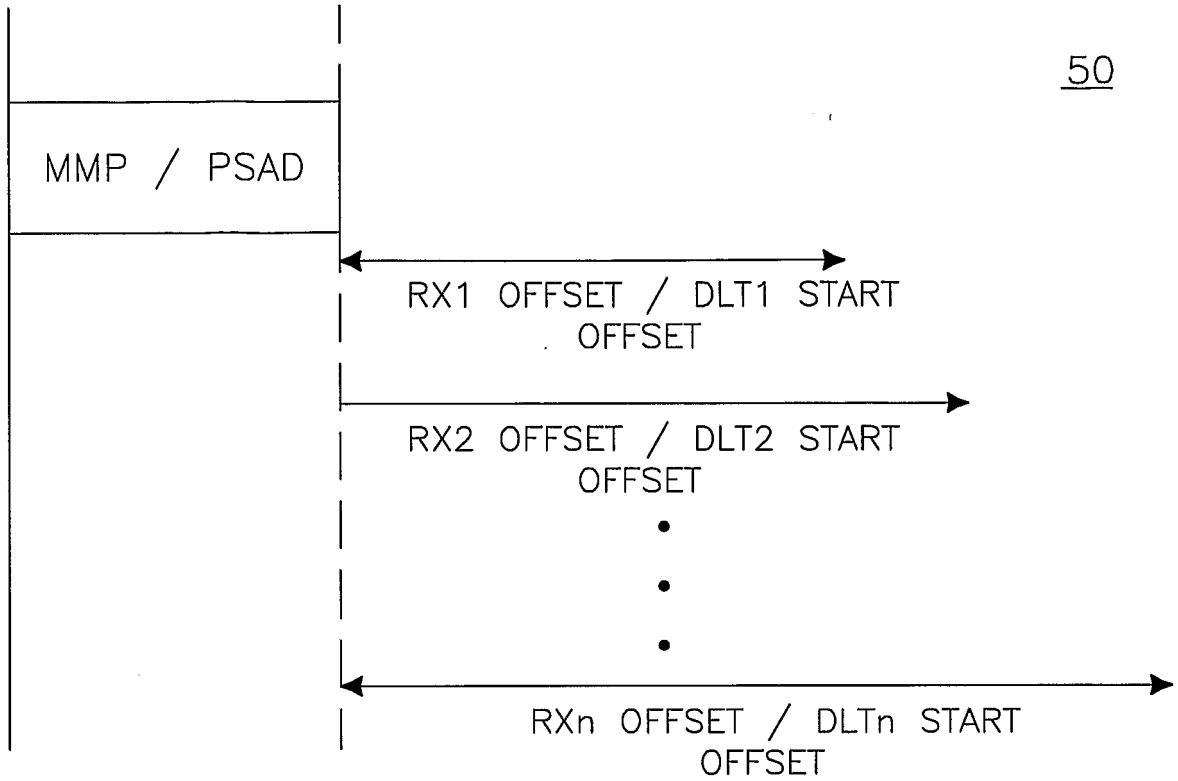 50
MMP / PSAD
RX1 OFFSET / DLT1 START
OFFSET
RX2 OFFSET / DLT2 START
OFFSET
RXn OFFSET / DLTn START
OFFSET